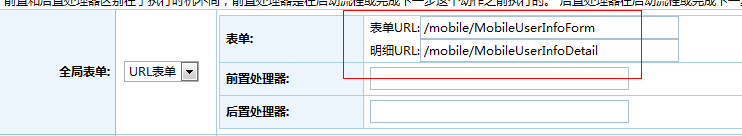 前置和后置处理器区别在于执行时机不同，前置处理器是在启动流程或完成下一步这个动作之前执行的。 后置处理器在启动流程或完成下一
全局表单:
URL表单
表单:
表单URL: /mobile/MobileUserInfoForm
明细URL: /mobile/MobileUserInfoDetail
前置处理器:
后置处理器: